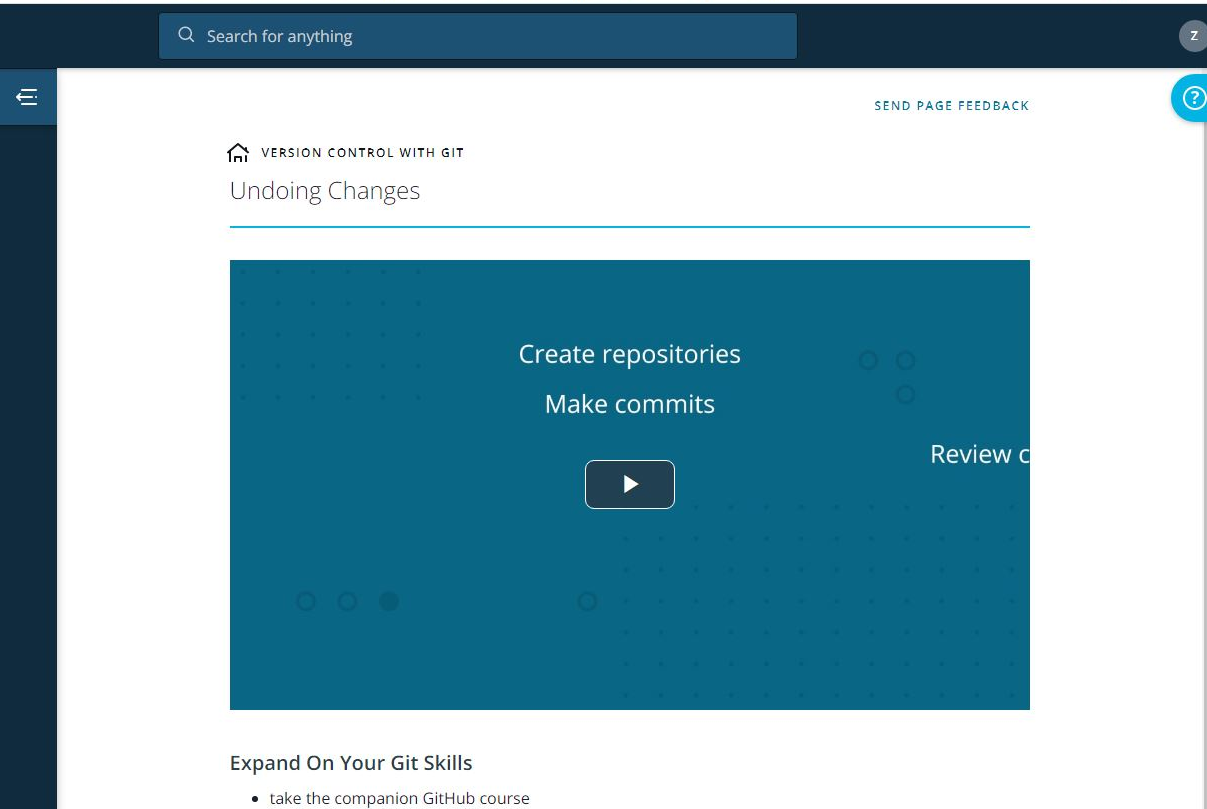 Search for anything
Z
?
SEND PAGE FEEDBACK
VERSION CONTROL WITH GIT
Undoing Changes
Create repositories
Make commits
Review c
Expand On Your Git Skills
• take the companion GitHub course